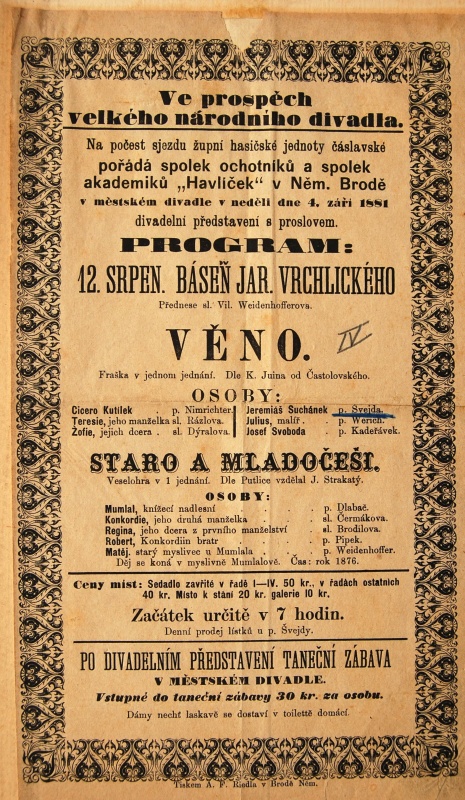 Ve prospěch
velkého národního divadla.
Na počest sjezdu župní hasičské jednoty čáslavské
pořádá spolek ochotníků a spolek
akademiků „Havlíček“ v Něm. Brodě
v městském divadle v neděli dne 4. září 1881
divadelní představení s proslovem.
PROGRAM:
12. SRPEN. BÁSEŇ JAR. VRCHLICKÉHO
Přednese sl. Vil. Weidenhofferova.
VĚNO.
IV
Fraška v jednom jednání. Dle K. Juina od Častolovského.
OSOBY:
Cicero Kutílek . p. Nimrichter.
Teresie, jeho manželka sl. Rázlova.
Žofie, jejich dcera . sl. Dýralova.
Jeremiáš Suchánek p. Švejda.
Julius, malíř . . p. Werich.
Josef Svoboda . p. Kadeřávek.
STARO A MLADOČEŠI.
Veselohra v 1 jednání. Dle Putlice vzdělal J. Strakatý.
OSOBY:
Mumlal, knížecí nadlesní . . . . p. Dlabač.
Konkordie, jeho druhá manželka . . . sl. Čermákova.
Regina, jeho dcera z prvního manželství . sl. Brodilova.
Robert, Konkordiin bratr . . . . p. Pipek.
Matěj, starý myslivec u Mumlala . . . p. Weidenhoffer.
Děj se koná v myslivně Mumlalově. Čas: rok 1876.
Ceny míst: Sedadlo zavřité v řadě I—IV. 50 kr., v řadách ostatních
40 kr. Místo k stání 20 kr. galerie 10 kr.
Začátek určitě v 7 hodin.
Denní prodej lístků u p. Švejdy.
PO DIVADELNÍM PŘEDSTAVENÍ TANEČNÍ ZÁBAVA
V MĚSTSKÉM DIVADLE.
Vstupné do taneční zábavy 30 kr. za osobu.
Dámy nechť laskavě se dostaví v toilettě domácí.
Tiskem A. F. Riedla v Brodě Něm.